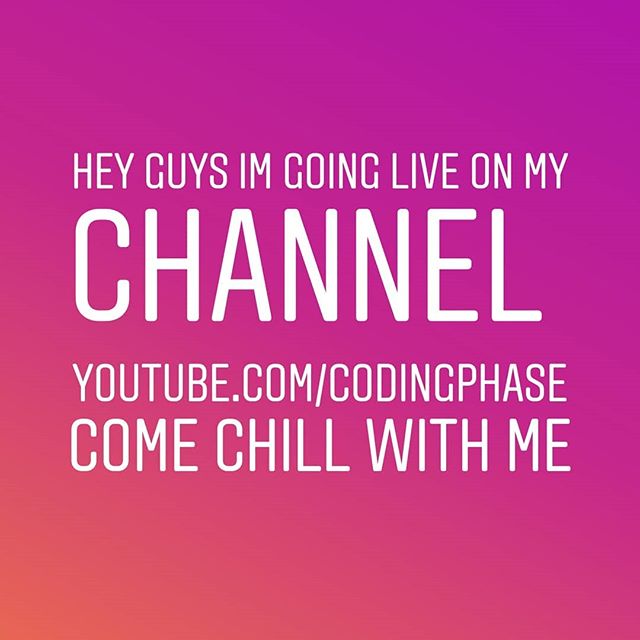 HEY GUYS IM GOING LIVE ON MY
CHANNEL
YOUTUBE.COM/CODINGPHASE
COME CHILL WITH ME